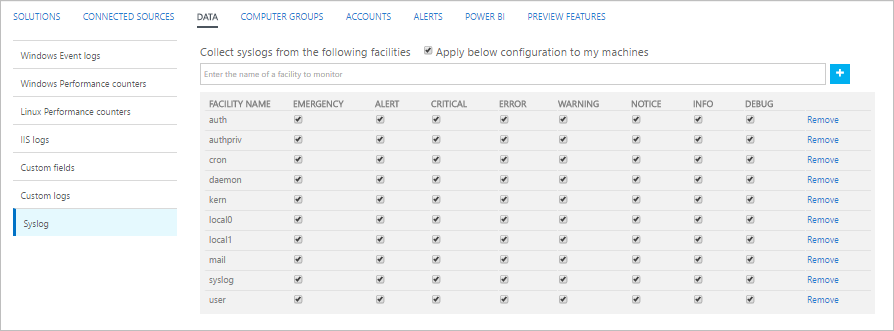 SOLUTIONS CONNECTED SOURCES DATA COMPUTER GROUPS ACCOUNTS ALERTS POWER BI PREVIEW FEATURES
Windows Event logs
Windows Performance counters
Linux Performance counters
IIS logs
Custom fields
Custom logs
Syslog
Collect syslogs from the following facilities Apply below configuration to my machines
Enter the name of a facility to monitor
FACILITY NAME EMERGENCY ALERT CRITICAL ERROR WARNING NOTICE INFO DEBUG
auth Remove
authpriv Remove
cron Remove
daemon Remove
kern Remove
local0 Remove
local1 Remove
mail Remove
syslog Remove
user Remove